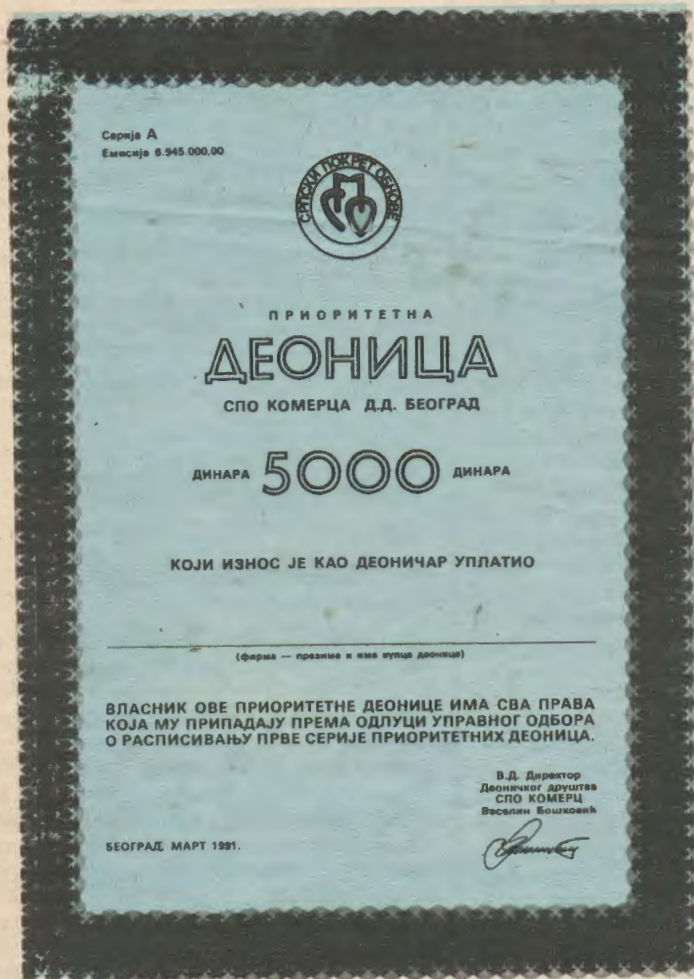 Серија А
Емисија 6.945.000,00
СРПСКИ ПОКРЕТ ОБНОВЕ
ПРИОРИТЕТНА
ДЕОНИЦА
СПО КОМЕРЦА Д.Д. БЕОГРАД
ДИНАРА 5000 ДИНАРА
КОЈИ ИЗНОС ЈЕ КАО ДЕОНИЧАР УПЛАТИО
(фирма — презиме и име купца деонице)
ВЛАСНИК ОВЕ ПРИОРИТЕТНЕ ДЕОНИЦЕ ИМА СВА ПРАВА
КОЈА МУ ПРИПАДАЈУ ПРЕМА ОДЛУЦИ УПРАВНОГ ОДБОРА
О РАСПИСИВАЊУ ПРВЕ СЕРИЈЕ ПРИОРИТЕТНИХ ДЕОНИЦА.
В.Д. Директор
Деоничког друштва
СПО КОМЕРЦ
Веселин Бошковић
БЕОГРАД, МАРТ 1991.